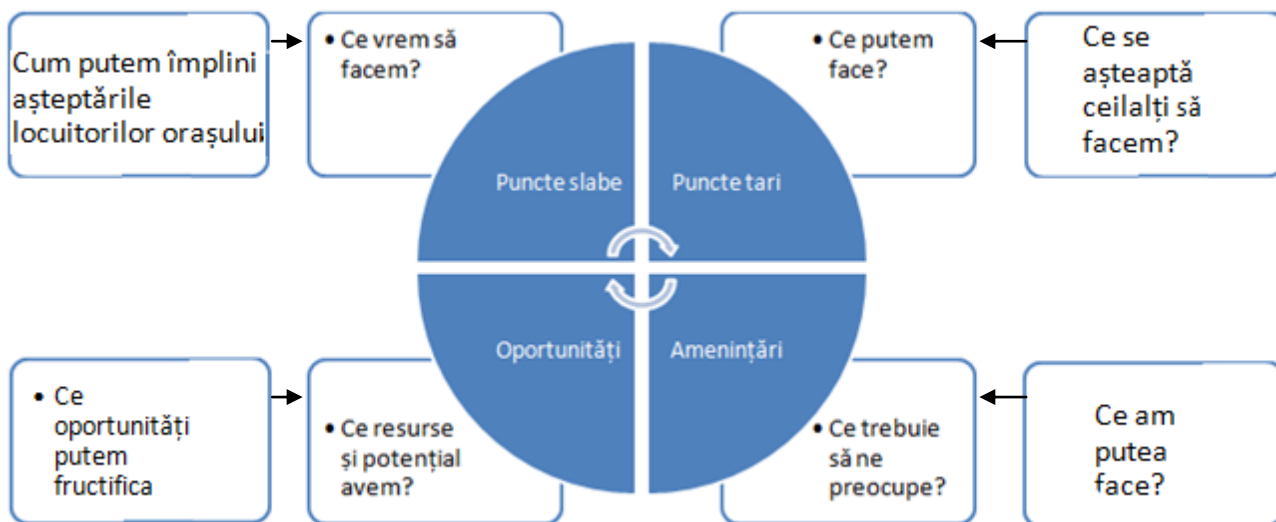 Cum putem împlini
așteptările
locuitorilor orașului
• Ce vrem să
facem?
• Ce putem
face?
Ce se
așteaptă
ceilalți să
facem?
Puncte slabe
Puncte tari
Oportunități
Amenințări
• Ce
oportunități
putem
fructifica
• Ce resurse
și potențial
avem?
• Ce trebuie
să ne
preocupe?
Ce am
putea
face?